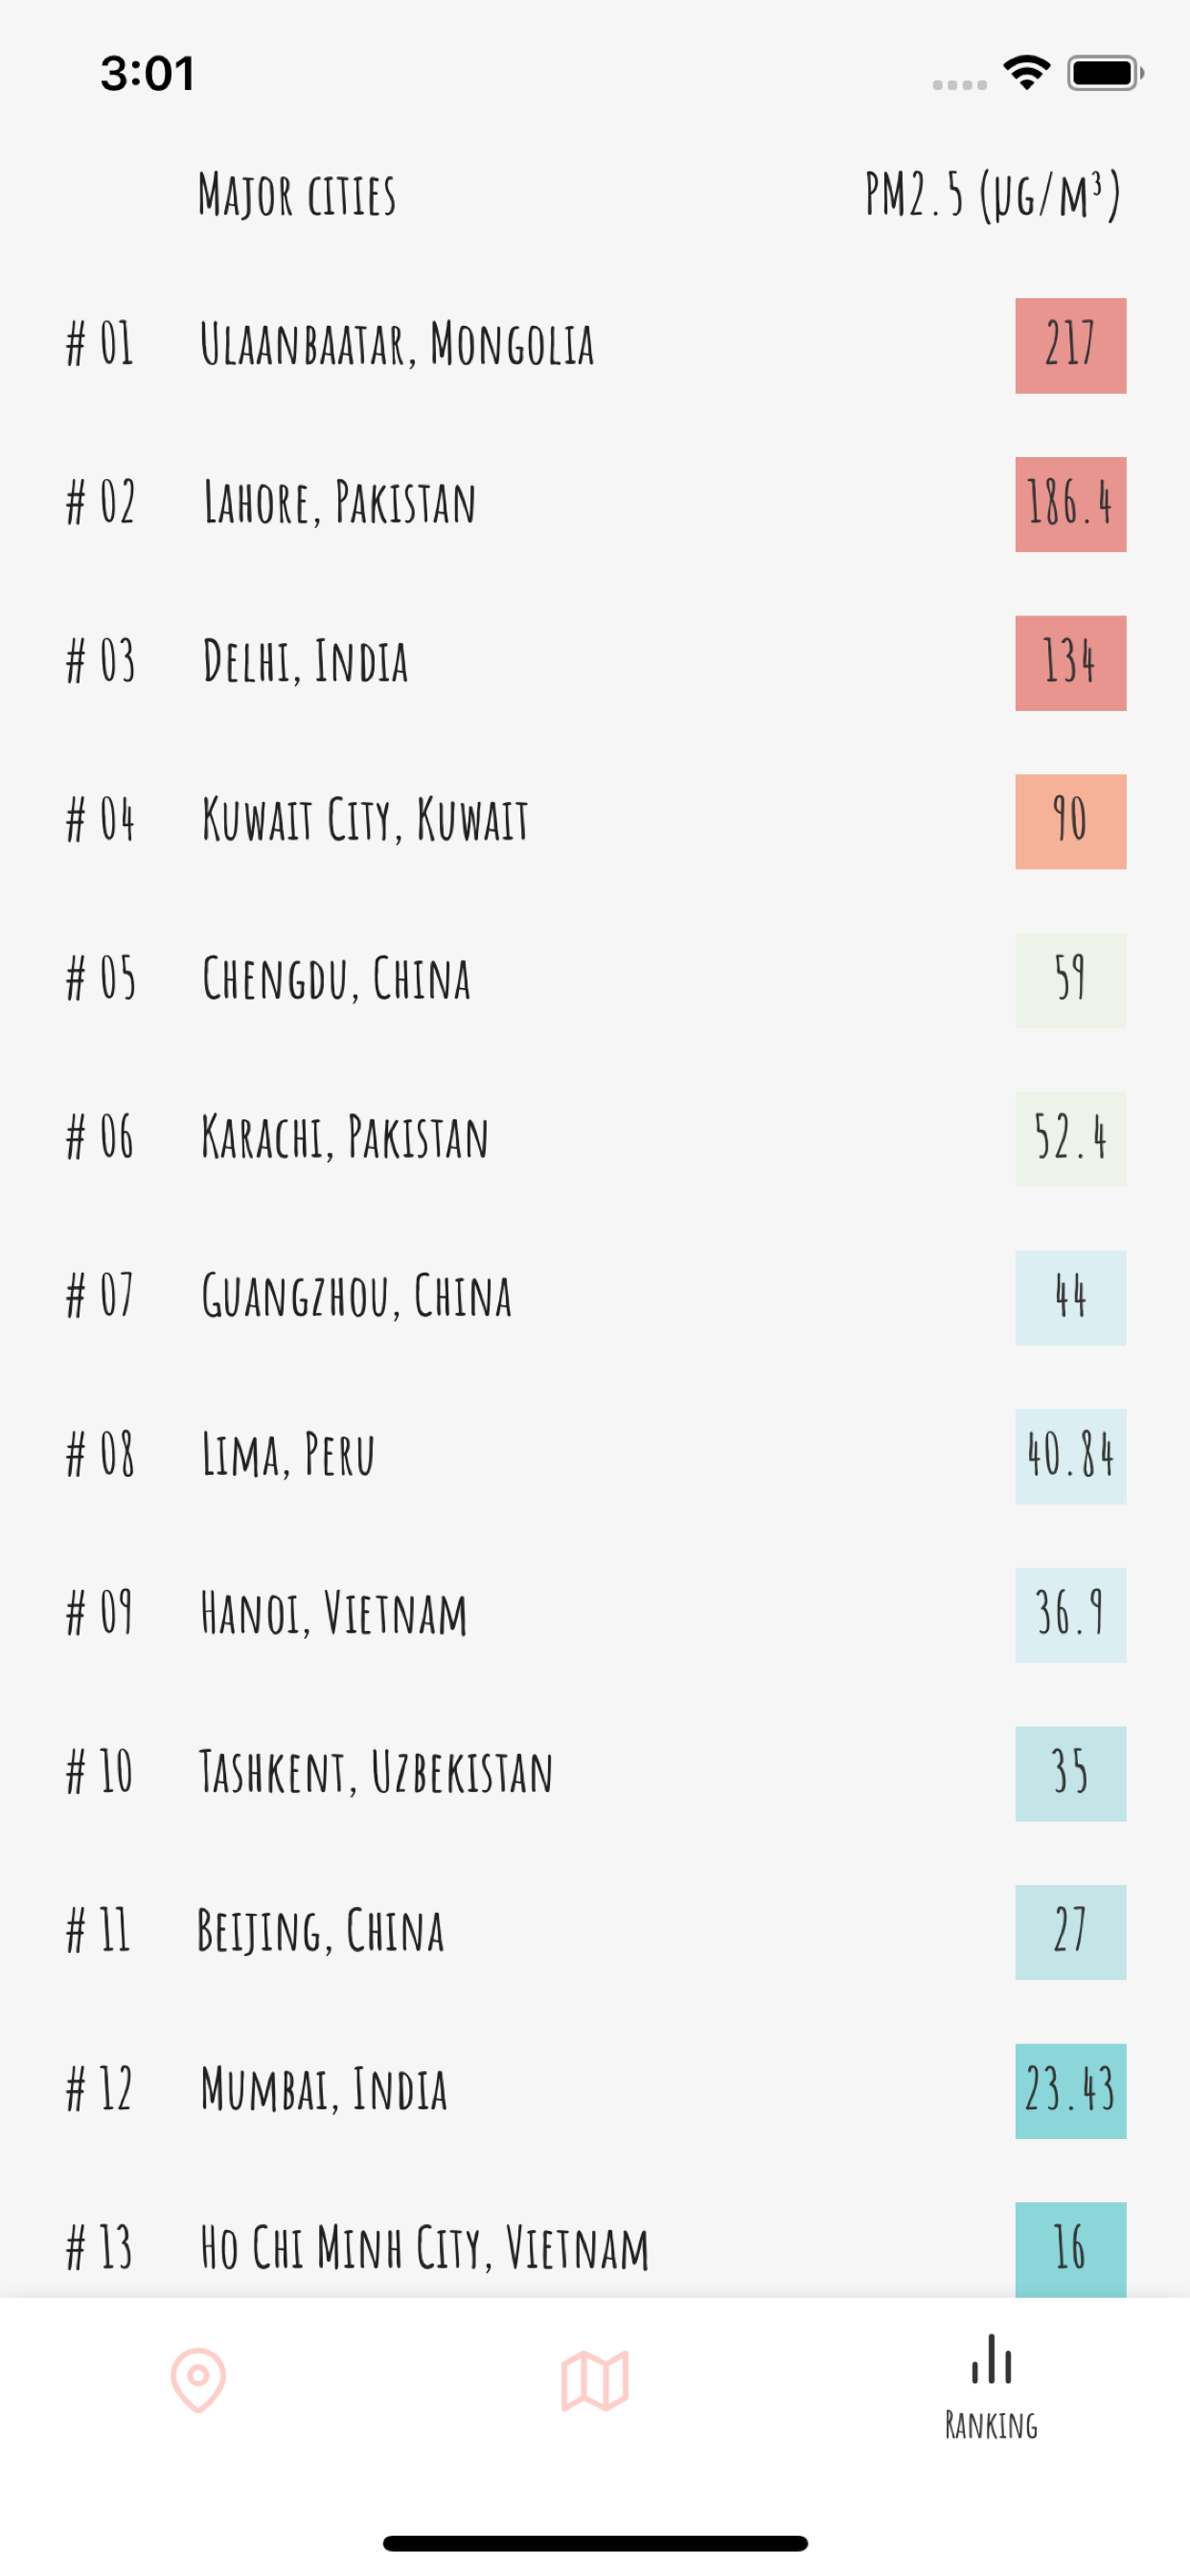 3:01
Major cities PM2.5 (µg/m³)
# 01 Ulaanbaatar, Mongolia 217
# 02 Lahore, Pakistan 186.4
# 03 Delhi, India 134
# 04 Kuwait City, Kuwait 90
# 05 Chengdu, China 59
# 06 Karachi, Pakistan 52.4
# 07 Guangzhou, China 44
# 08 Lima, Peru 40.84
# 09 Hanoi, Vietnam 36.9
# 10 Tashkent, Uzbekistan 35
# 11 Beijing, China 27
# 12 Mumbai, India 23.43
# 13 Ho Chi Minh City, Vietnam 16
Ranking